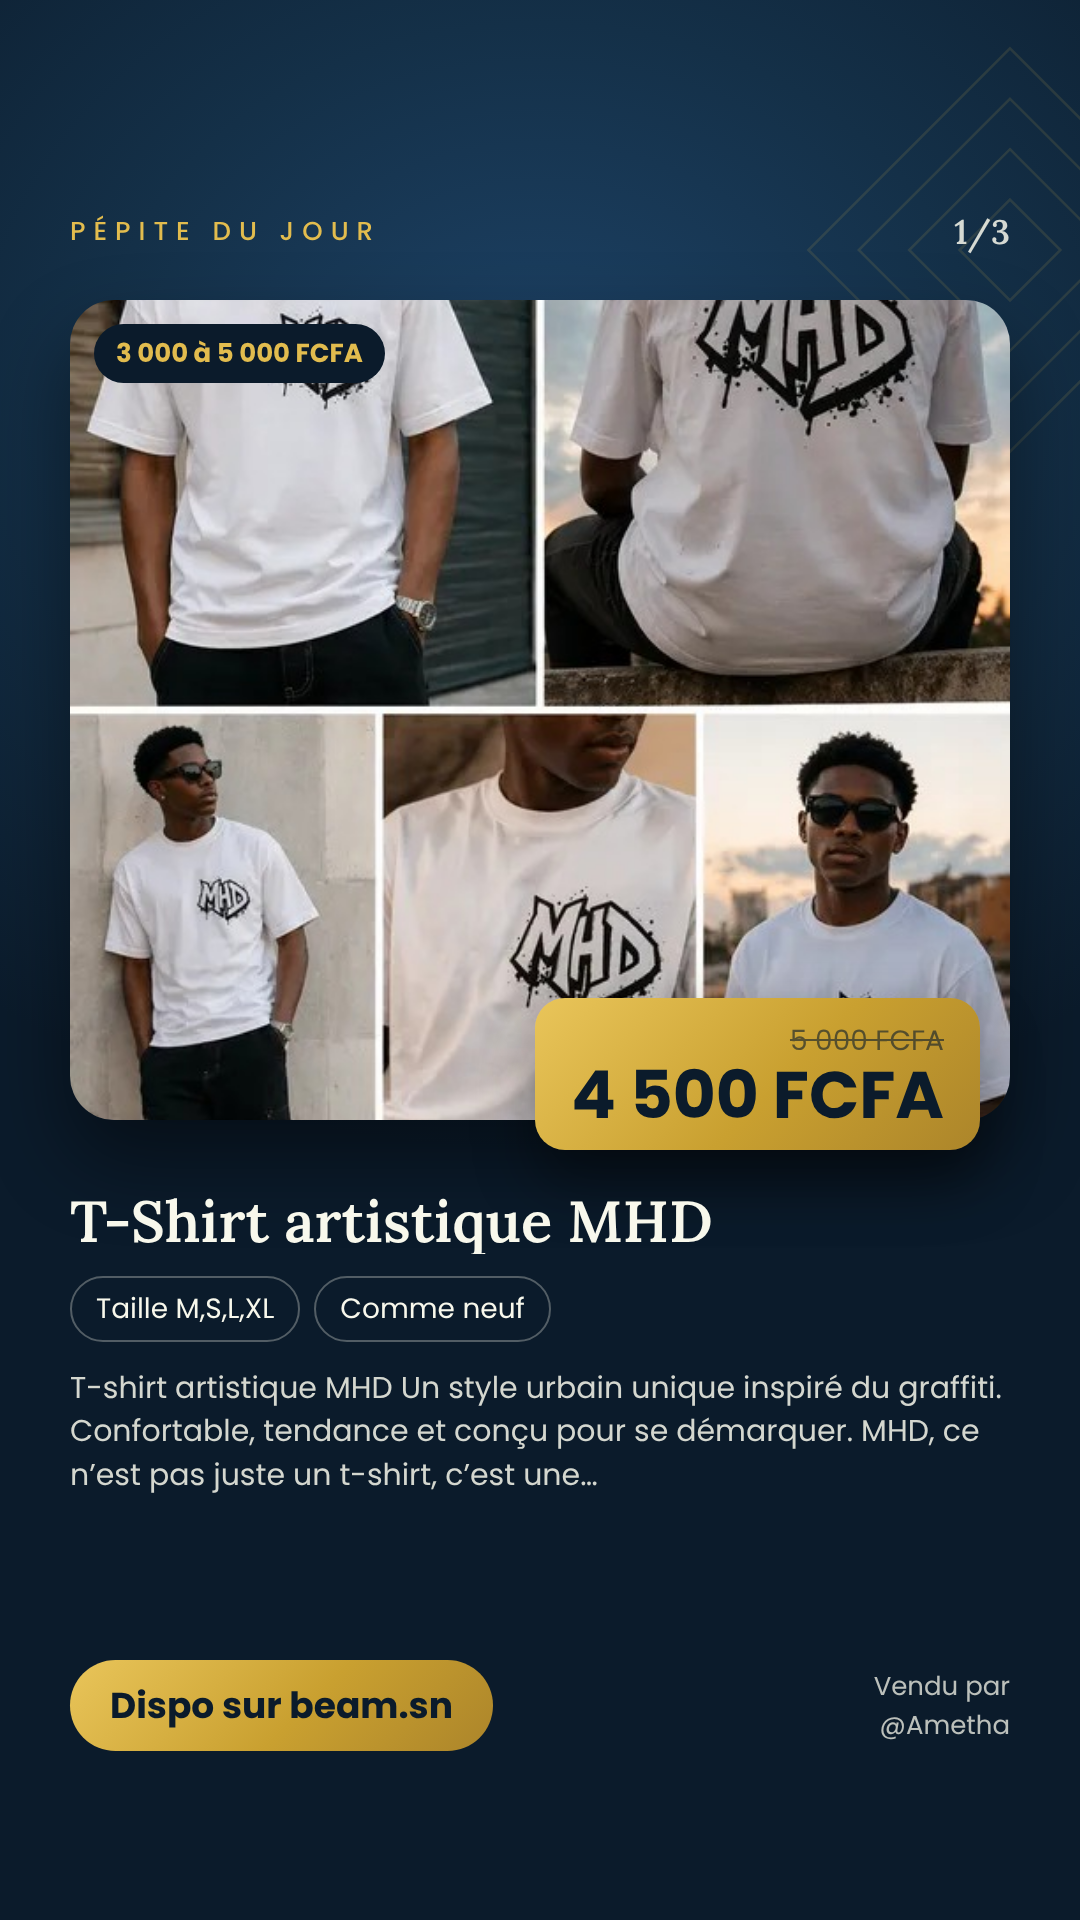 PÉPITE DU JOUR
1/3
3 000 à 5 000 FCFA
MHD
MHD
MHD
5 000 FCFA
4 500 FCFA
T-Shirt artistique MHD
Taille M,S,L,XL
Comme neuf
T-shirt artistique MHD Un style urbain unique inspiré du graffiti.
Confortable, tendance et conçu pour se démarquer. MHD, ce
n’est pas juste un t-shirt, c’est une…
Dispo sur beam.sn
Vendu par
@Ametha